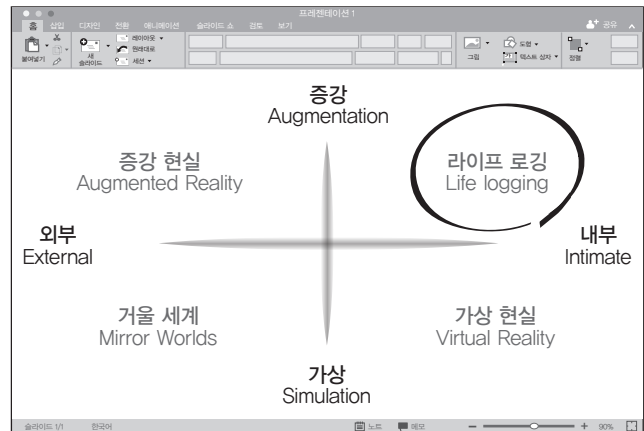 프레젠테이션 1
홈 삽입 디자인 전환 애니메이션 슬라이드 쇼 검토 보기 공유
붙여넣기
새 슬라이드
레이아웃
원래대로
세션
그림
도형
텍스트 상자
정렬
증강
Augmentation
증강 현실
Augmented Reality
라이프 로깅
Life logging
외부
External
내부
Intimate
거울 세계
Mirror Worlds
가상 현실
Virtual Reality
가상
Simulation
슬라이드 1/1 한국어 노트 메모 90%